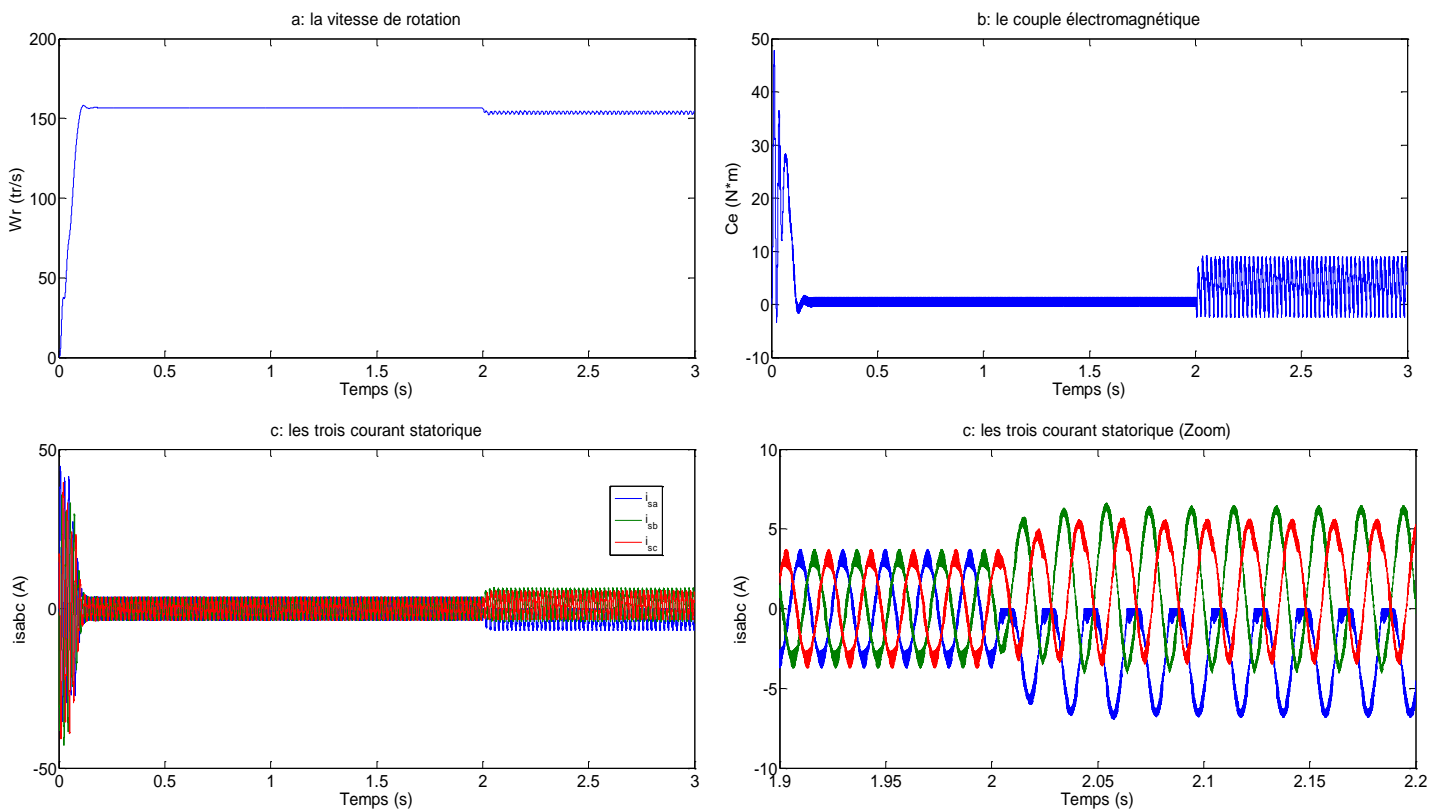 a: la vitesse de rotation
200
150
100
50
0
Wr (tr/s)
0 0.5 1 1.5 2 2.5 3
Temps (s)
b: le couple électromagnétique
50
40
30
20
10
0
-10
Ce (N*m)
0 0.5 1 1.5 2 2.5 3
Temps (s)
c: les trois courant statorique
50
0
-50
isabc (A)
i sa
i sb
i sc
0 0.5 1 1.5 2 2.5 3
Temps (s)
c: les trois courant statorique (Zoom)
10
5
0
-5
-10
isabc (A)
1.9 1.95 2 2.05 2.1 2.15 2.2
Temps (s)